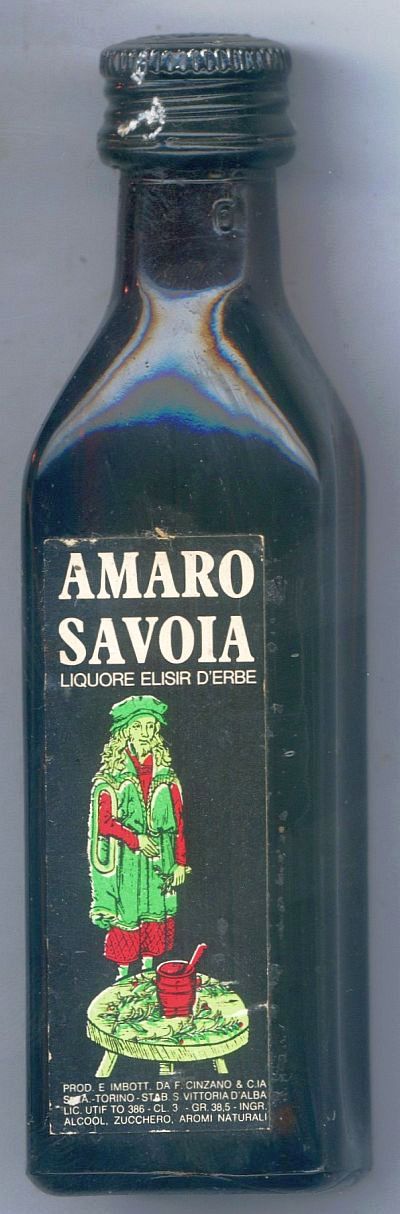 6
AMARO
SAVOIA
LIQUORE ELISIR D'ERBE
PROD. E IMBOTT. DA F. CINZANO & C.IA
S.p.A.-TORINO - STAB. S. VITTORIA D'ALBA
LIC. UTIF TO 386 - CL. 3 - GR. 38,5 - INGR.
ALCOOL, ZUCCHERO, AROMI NATURALI